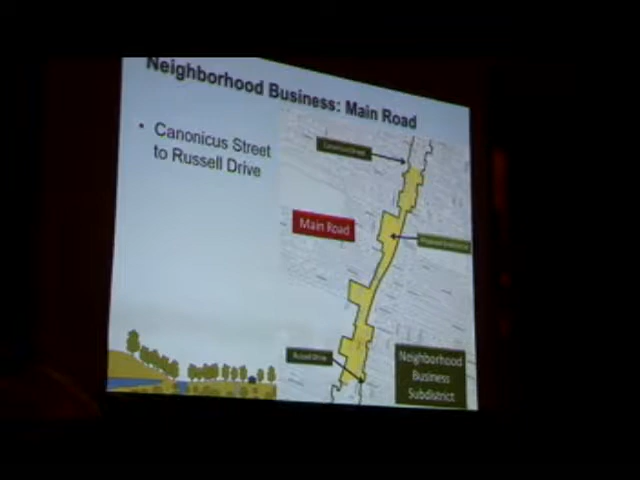 Neighborhood Business: Main Road
• Canonicus Street
to Russell Drive
Canonicus Street
Main Road
Russell Drive
Neighborhood
Business
Subdistrict